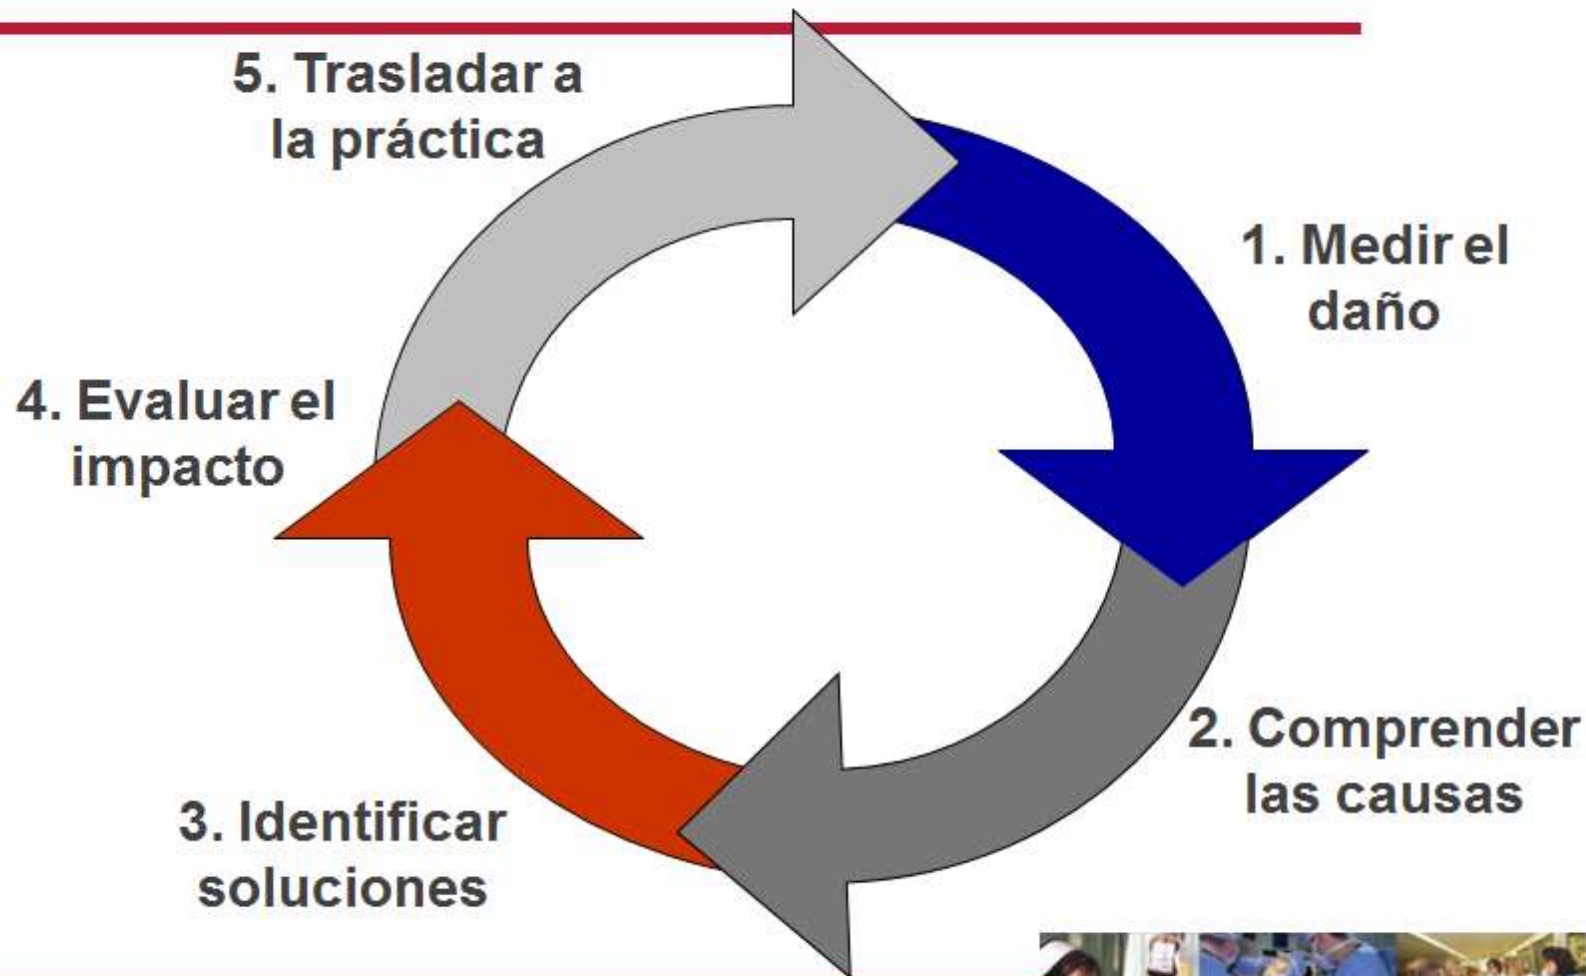 5. Trasladar a
la práctica
1. Medir el
daño
4. Evaluar el
impacto
2. Comprender
las causas
3. Identificar
soluciones